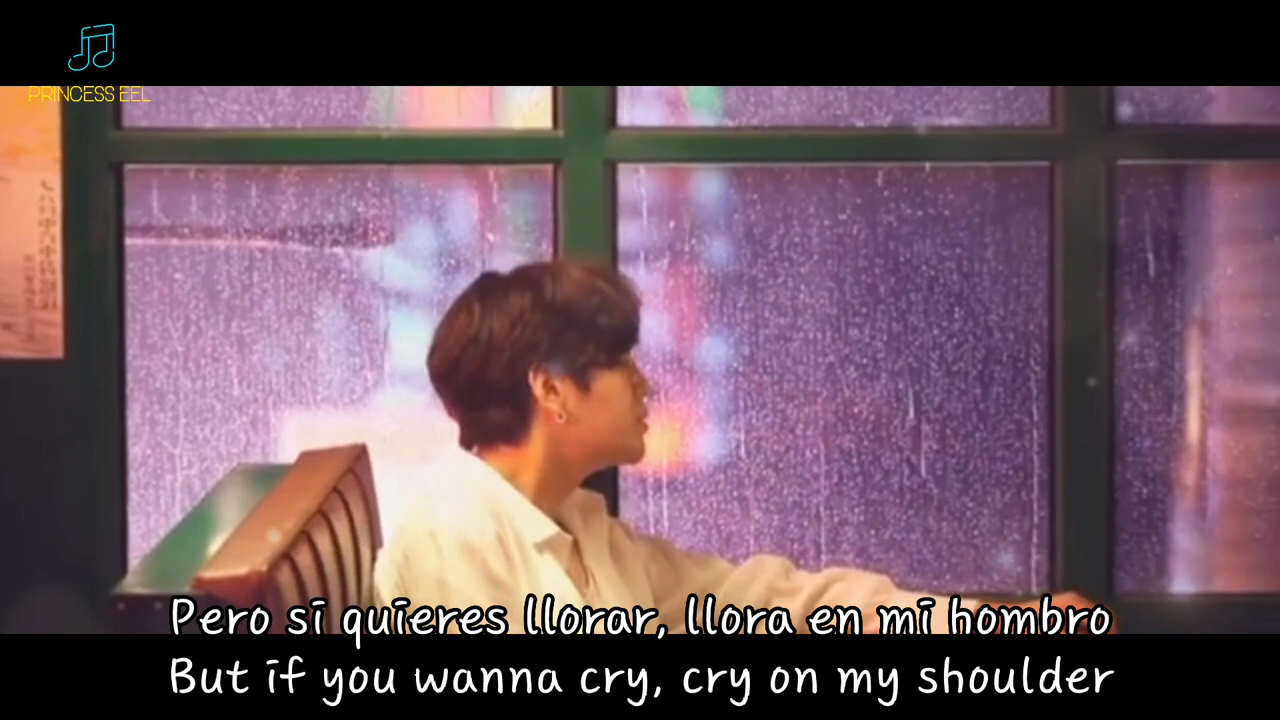 PRINCESS EEL
Pero si quieres llorar, llora en mi hombro
But if you wanna cry, cry on my shoulder